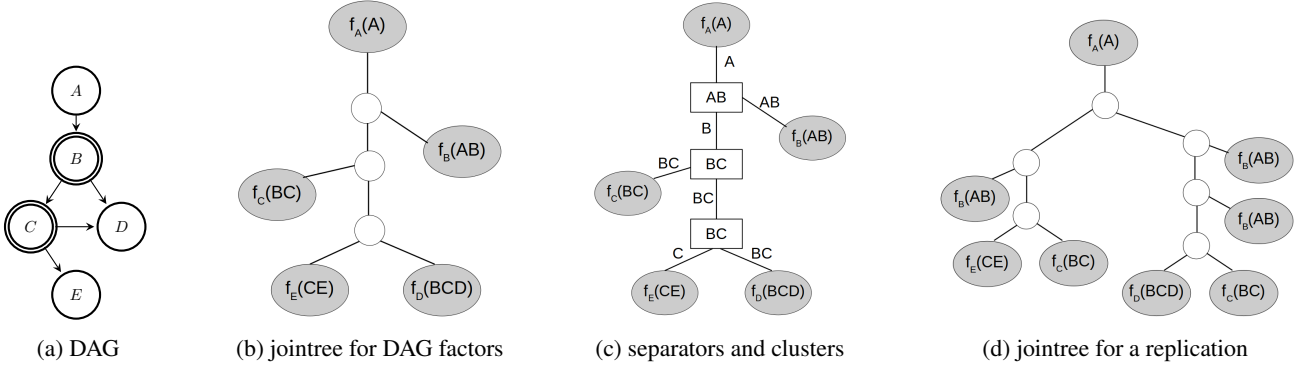 A
B
C
D
E
(a) DAG
f_A(A)
f_B(AB)
f_C(BC)
f_E(CE)
f_D(BCD)
(b) jointree for DAG factors
f_A(A)
A
AB
AB
f_B(AB)
B
BC
BC
f_C(BC)
BC
BC
C
BC
f_E(CE)
f_D(BCD)
(c) separators and clusters
f_A(A)
f_B(AB)
f_B(AB)
f_B(AB)
f_E(CE)
f_C(BC)
f_D(BCD)
f_C(BC)
(d) jointree for a replication